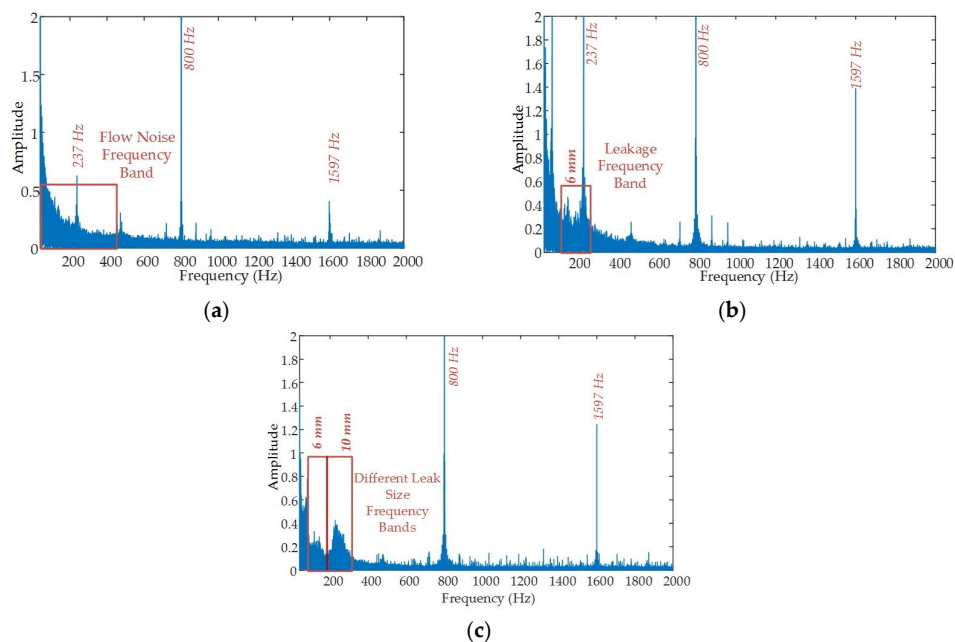 2
1.5
1
0.5
0
Amplitude
237 Hz
Flow Noise
Frequency
Band
800 Hz
1597 Hz
200 400 600 800 1000 1200 1400 1600 1800 2000
Frequency (Hz)
(a)
2
1.8
1.6
1.4
1.2
1
0.8
0.6
0.4
0.2
0
Amplitude
6 mm
237 Hz
Leakage
Frequency
Band
800 Hz
1597 Hz
200 400 600 800 1000 1200 1400 1600 1800 2000
Frequency (Hz)
(b)
2
1.8
1.6
1.4
1.2
1
0.8
0.6
0.4
0.2
0
Amplitude
6 mm
10 mm
Different Leak
Size
Frequency
Bands
800 Hz
1597 Hz
200 400 600 800 1000 1200 1400 1600 1800 2000
Frequency (Hz)
(c)